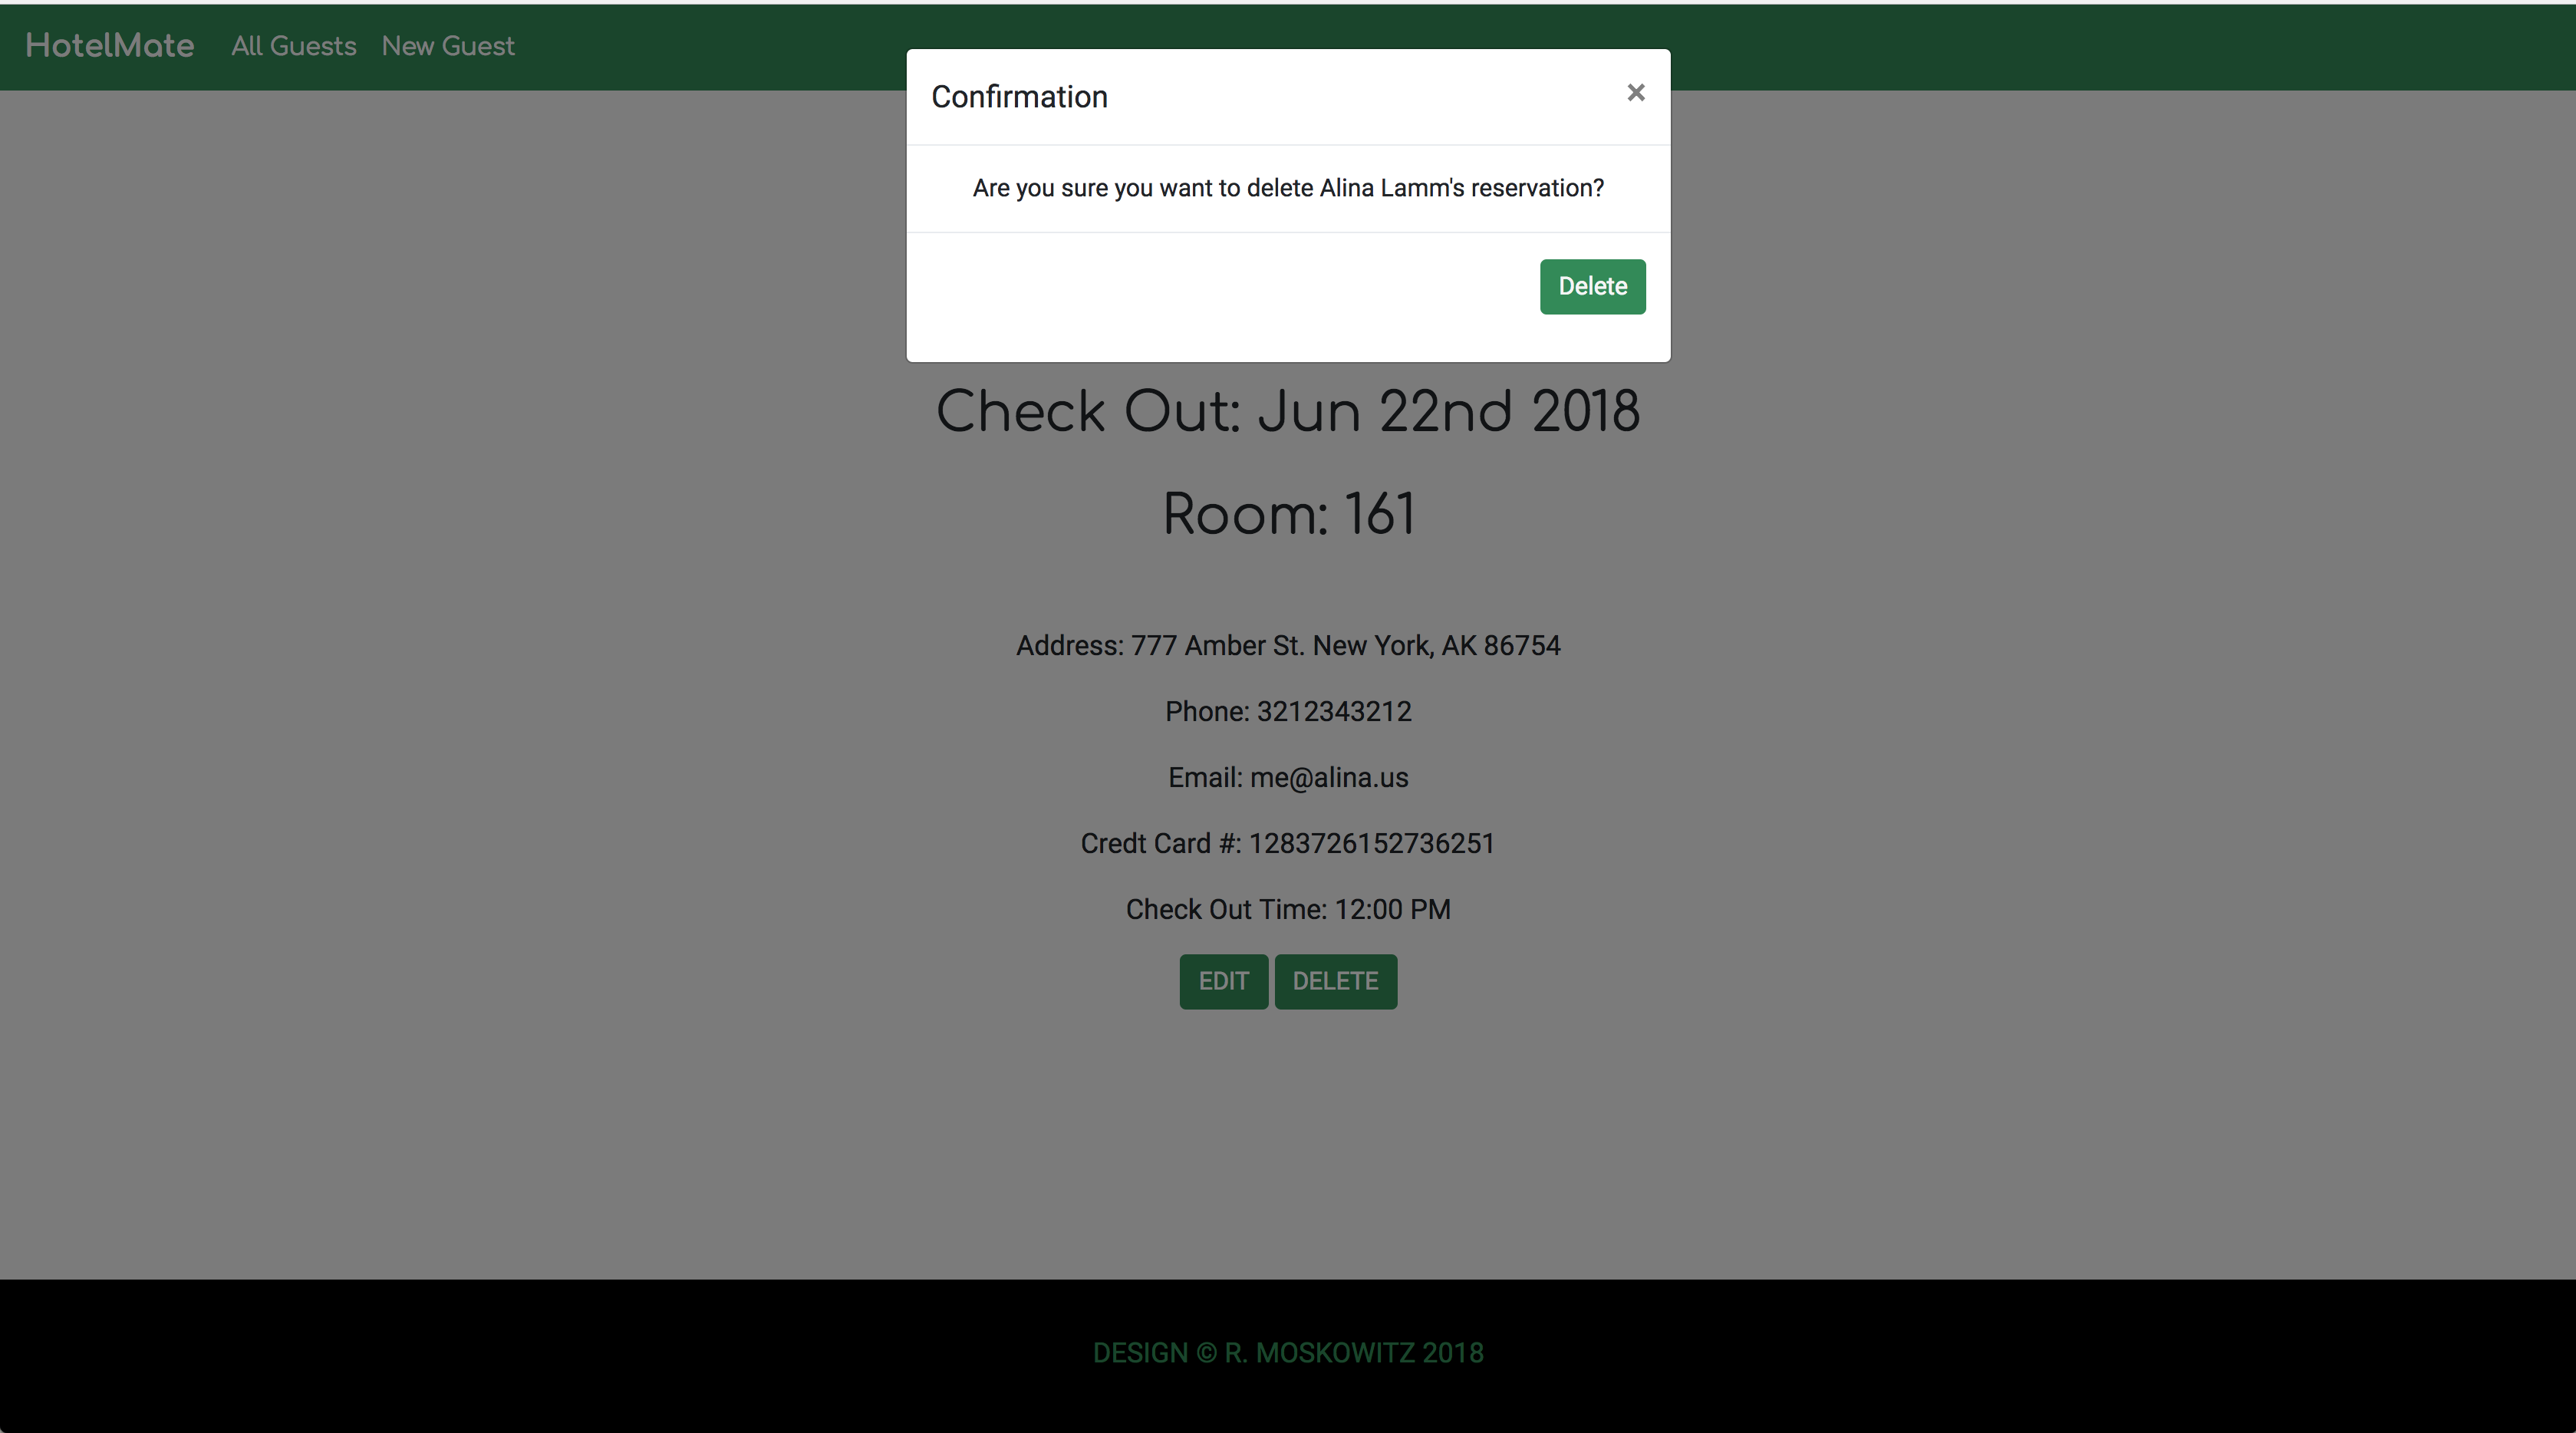 HotelMate All Guests New Guest
Confirmation ×
Are you sure you want to delete Alina Lamm's reservation?
Delete
Check Out: Jun 22nd 2018
Room: 161
Address: 777 Amber St. New York, AK 86754
Phone: 3212343212
Email: me@alina.us
Credt Card #: 1283726152736251
Check Out Time: 12:00 PM
EDIT DELETE
DESIGN © R. MOSKOWITZ 2018